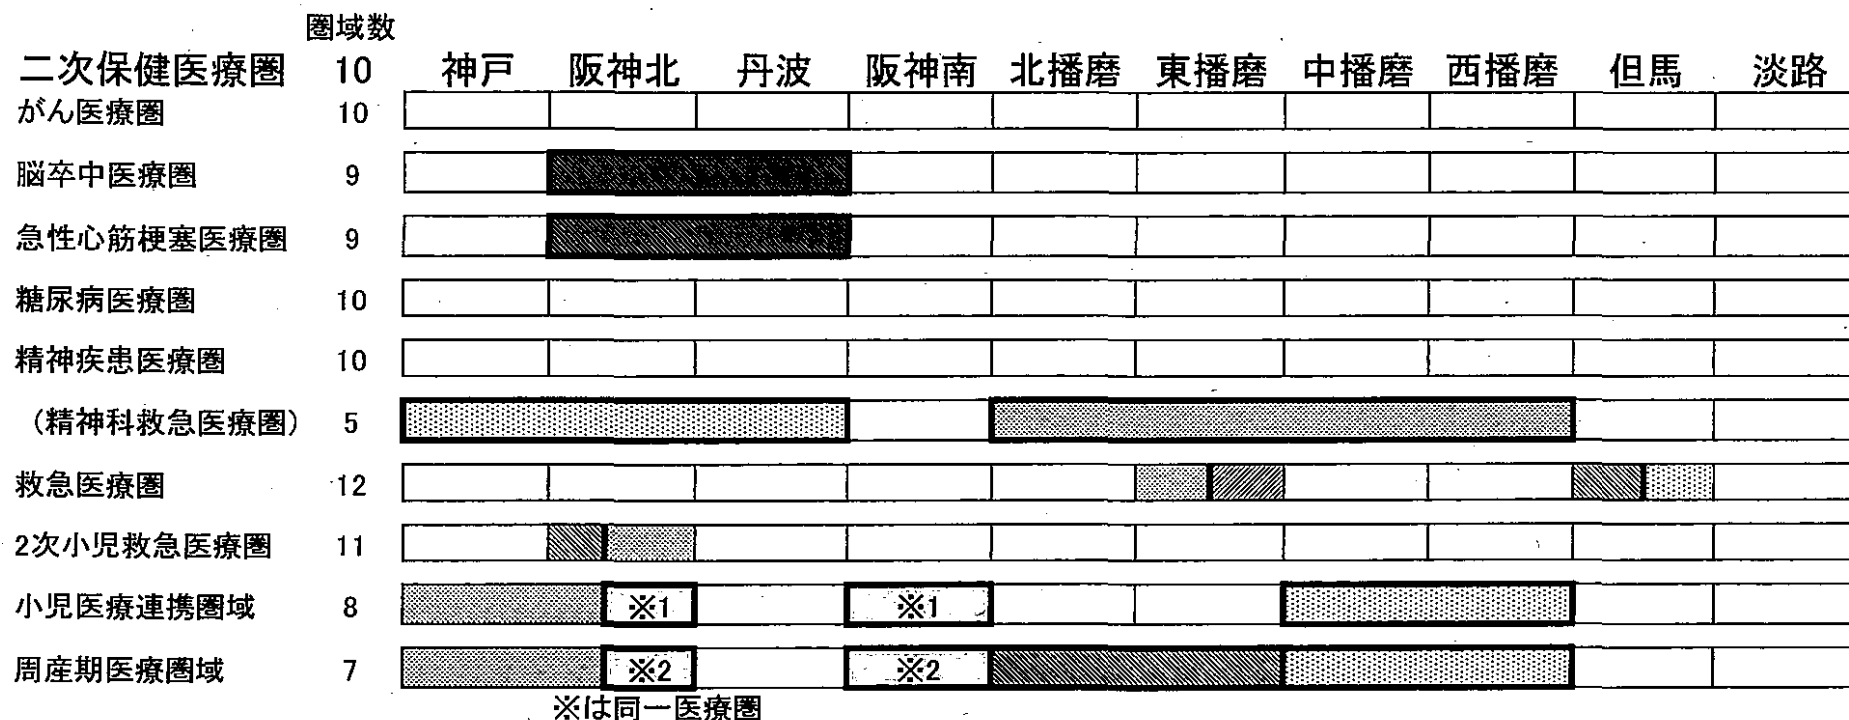 圏域数
二次保健医療圏 10 神戸 阪神北 丹波 阪神南 北播磨 東播磨 中播磨 西播磨 但馬 淡路
がん医療圏 10
脳卒中医療圏 9
急性心筋梗塞医療圏 9
糖尿病医療圏 10
精神疾患医療圏 10
（精神科救急医療圏） 5
救急医療圏 12
2次小児救急医療圏 11
小児医療連携圏域 8 ※1 ※1
周産期医療圏域 7 ※2 ※2
※は同一医療圏